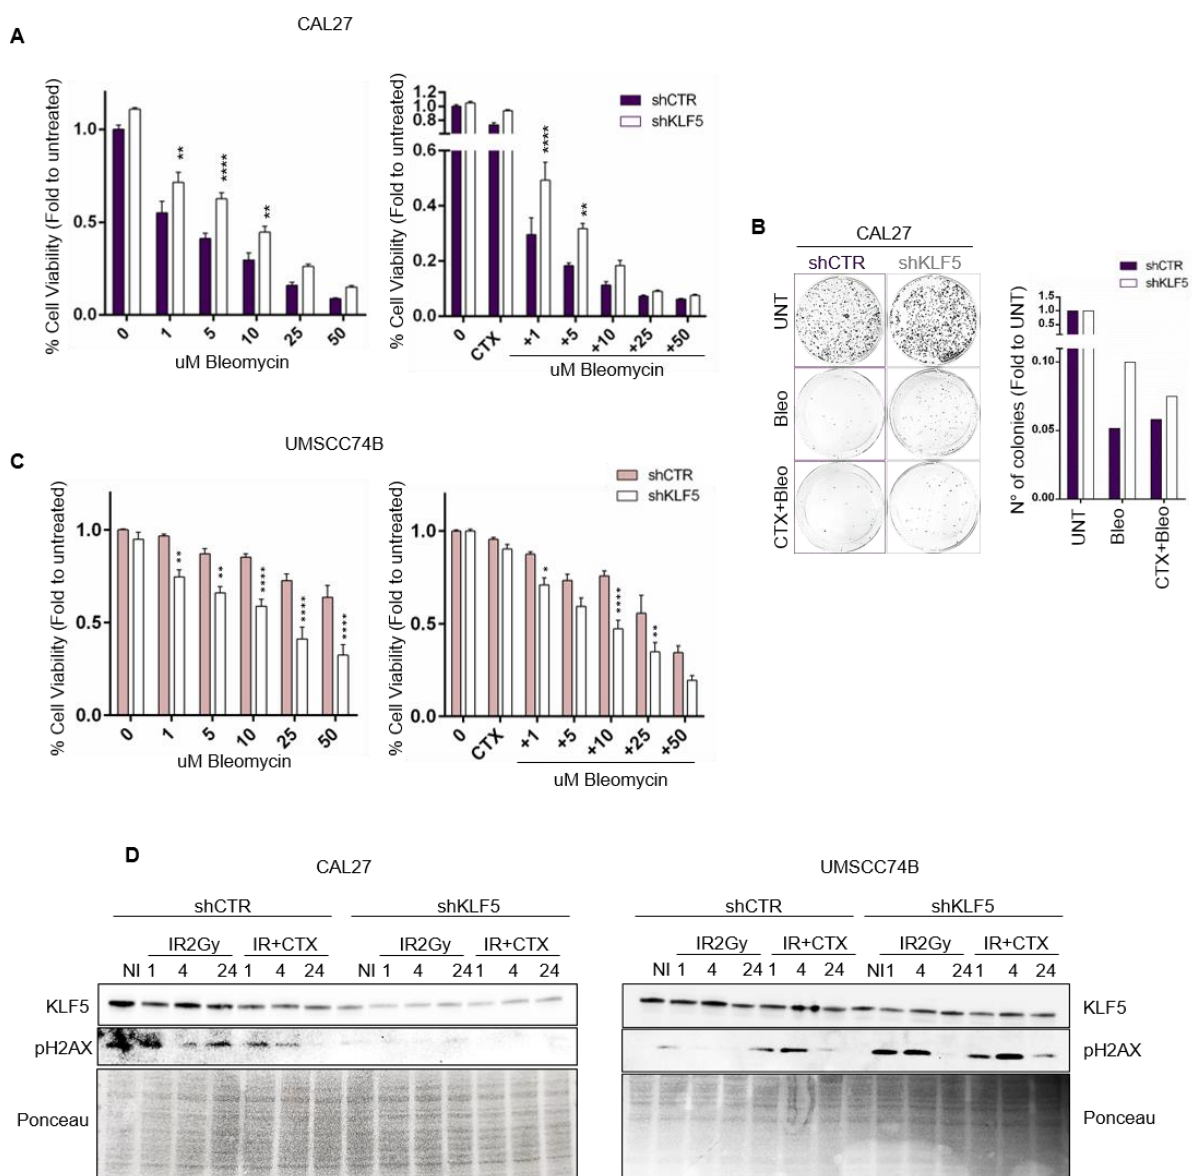 A
CAL27
% Cell Viability (Fold to untreated)
1.0
0.5
0.0
**
****
**
0 1 5 10 25 50
uM Bleomycin
% Cell Viability (Fold to untreated)
1.2
1.0
0.8
0.6
0.4
0.2
0.0
****
**
shCTR
shKLF5
0 CTX +1 +5 +10 +25 +50
uM Bleomycin
B
CAL27
shCTR shKLF5
UNT
Bleo
CTX+Bleo
shCTR
shKLF5
N° of colonies (Fold to UNT)
1.5
1.0
0.5
0.10
0.05
0.00
UNT Bleo CTX+Bleo
C
UMSCC74B
% Cell Viability (Fold to untreated)
1.0
0.5
0.0
**
**
****
****
****
0 1 5 10 25 50
uM Bleomycin
% Cell Viability (Fold to untreated)
1.0
0.5
0.0
*
****
**
shCTR
shKLF5
0 CTX +1 +5 +10 +25 +50
uM Bleomycin
D
CAL27
shCTR shKLF5
IR2Gy IR+CTX IR2Gy IR+CTX
NI 1 4 24 1 4 24 NI 1 4 24 1 4 24
KLF5
pH2AX
Ponceau
UMSCC74B
shCTR shKLF5
IR2Gy IR+CTX IR2Gy IR+CTX
NI 1 4 24 1 4 24 NI 1 4 24 1 4 24
KLF5
pH2AX
Ponceau